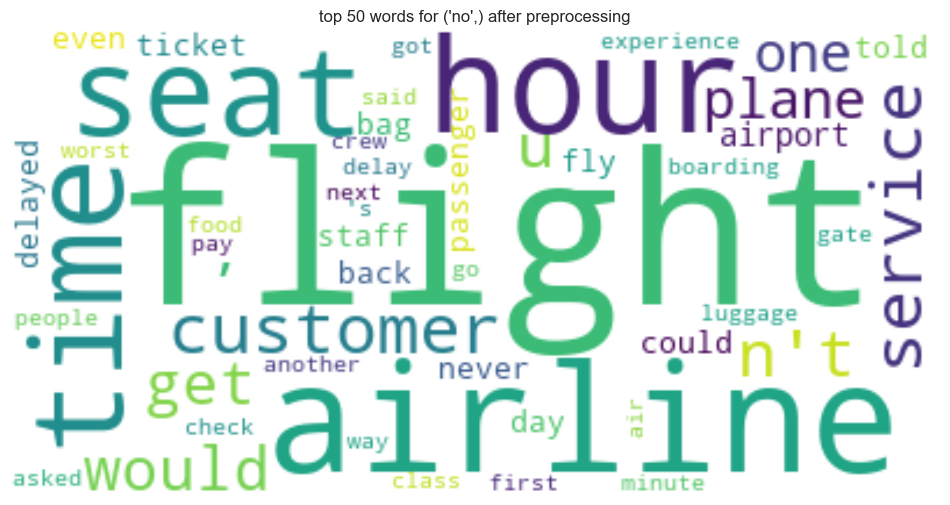 top 50 words for ('no',) after preprocessing
even
ticket
got
experience
one
told
seat
hour
said
plane
bag
passenger
airport
service
delayed
worst
crew
u
fly
boarding
delay
time
flight
next
's
food
pay
staff
gate
,
back
go
people
customer
luggage
could
n't
another
never
get
airline
check
way
day
air
would
asked
class
first
minute